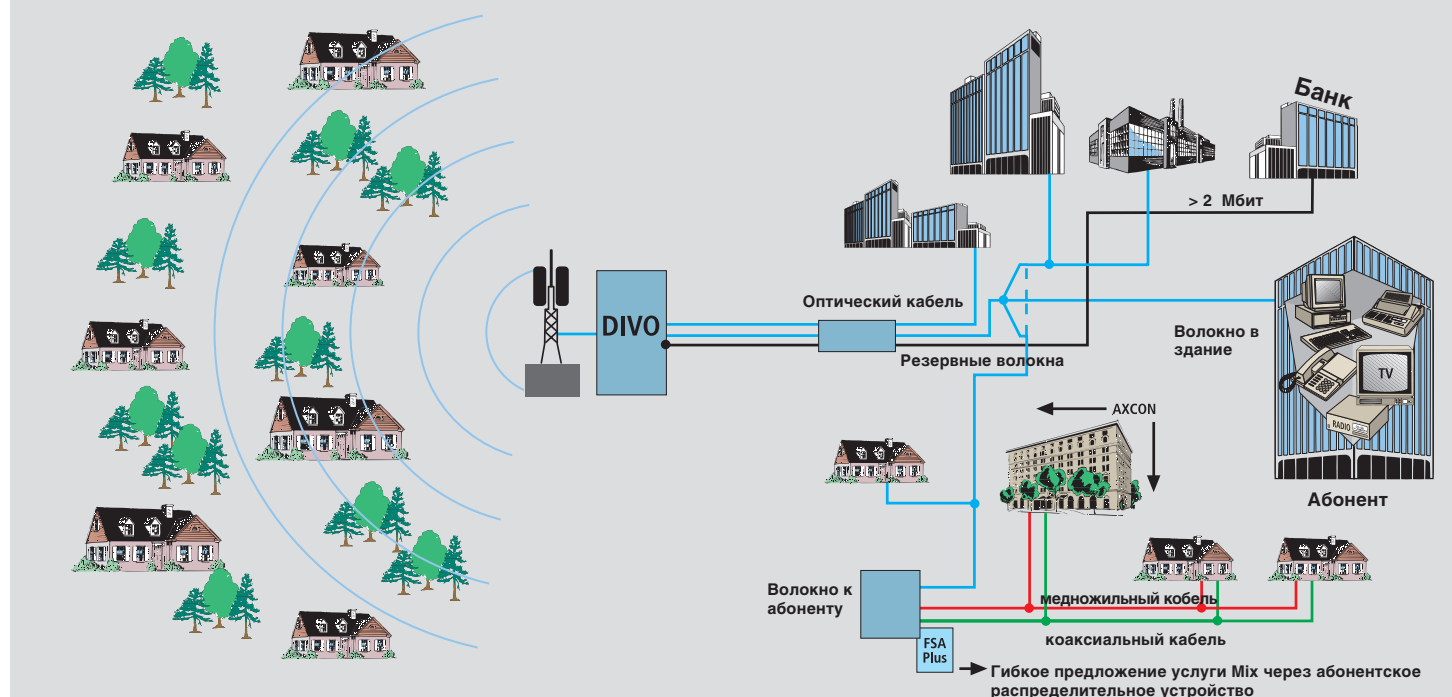 Банк
> 2 Мбит
Оптический кабель
DIVO
Резервные волокна
Волокно в
здание
TV
RADIO
Абонент
AXCON
Волокно к
абоненту
медножильный кобель
коаксиальный кабель
FSA
Plus
Гибкое предложение услуги Mix через абонентское
распределительное устройство